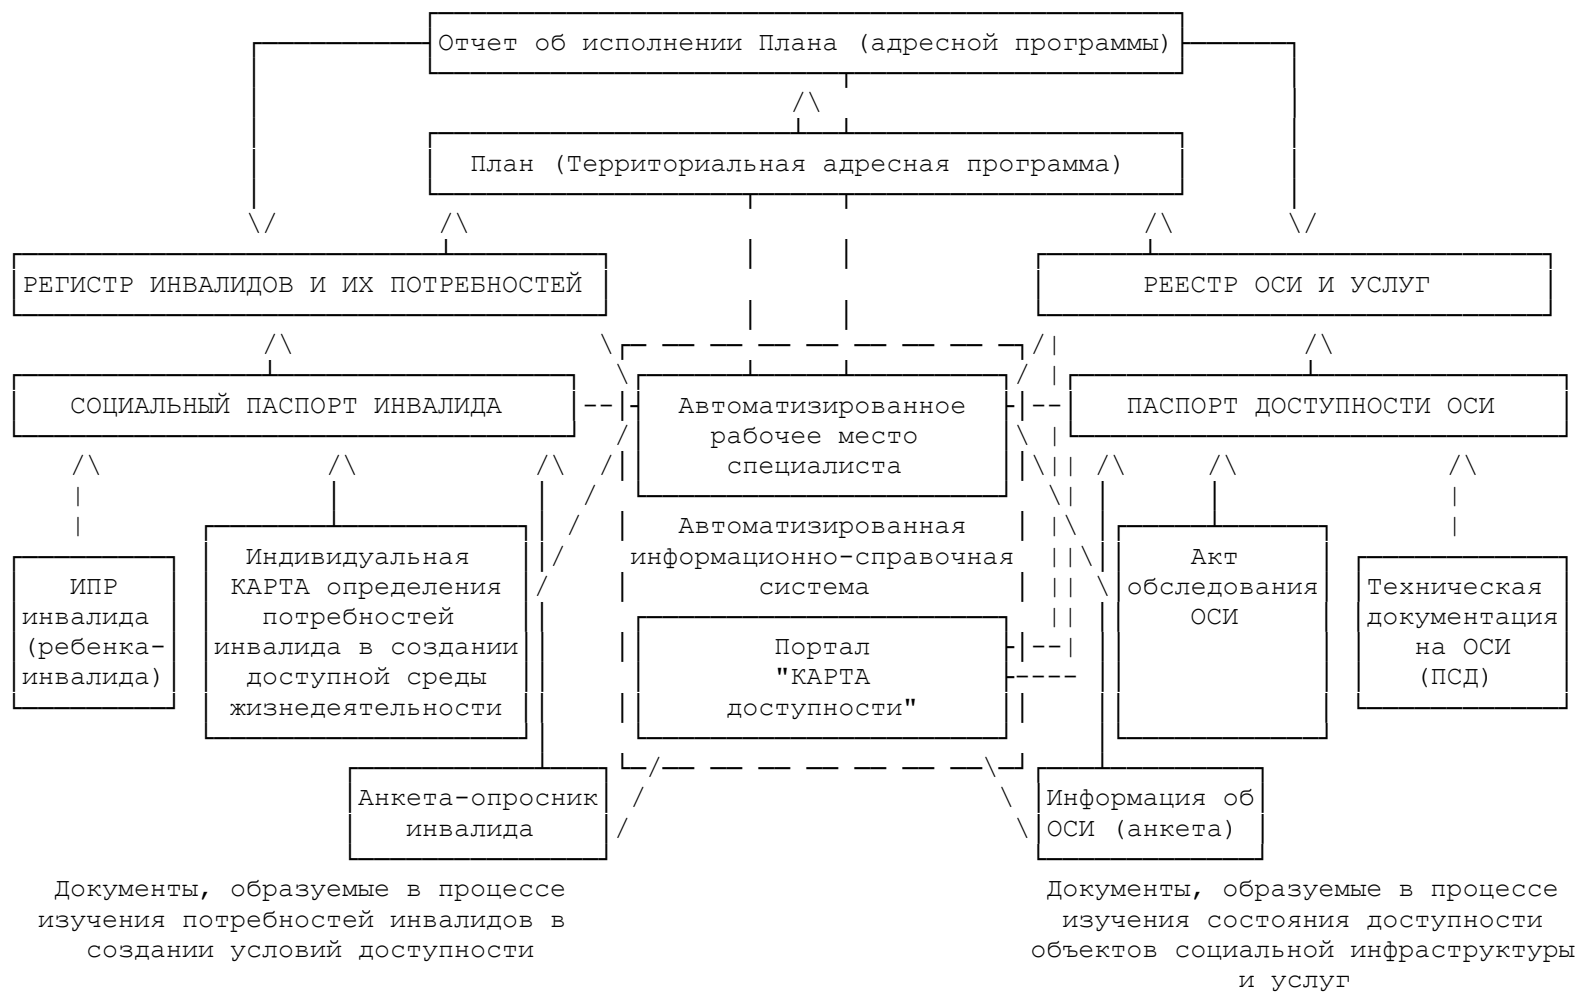 Отчет об исполнении Плана (адресной программы)
План (Территориальная адресная программа)
РЕГИСТР ИНВАЛИДОВ И ИХ ПОТРЕБНОСТЕЙ
РЕЕСТР ОСИ И УСЛУГ
СОЦИАЛЬНЫЙ ПАСПОРТ ИНВАЛИДА
Автоматизированное
рабочее место
специалиста
ПАСПОРТ ДОСТУПНОСТИ ОСИ
ИПР
инвалида
(ребенка-
инвалида)
Индивидуальная
КАРТА определения
потребностей
инвалида в создании
доступной среды
жизнедеятельности
Автоматизированная
информационно-справочная
система
Портал
"КАРТА
доступности"
Акт
обследования
ОСИ
Техническая
документация
на ОСИ
(ПСД)
Анкета-опросник
инвалида
Информация об
ОСИ (анкета)
Документы, образуемые в процессе
изучения потребностей инвалидов в
создании условий доступности
Документы, образуемые в процессе
изучения состояния доступности
объектов социальной инфраструктуры
и услуг